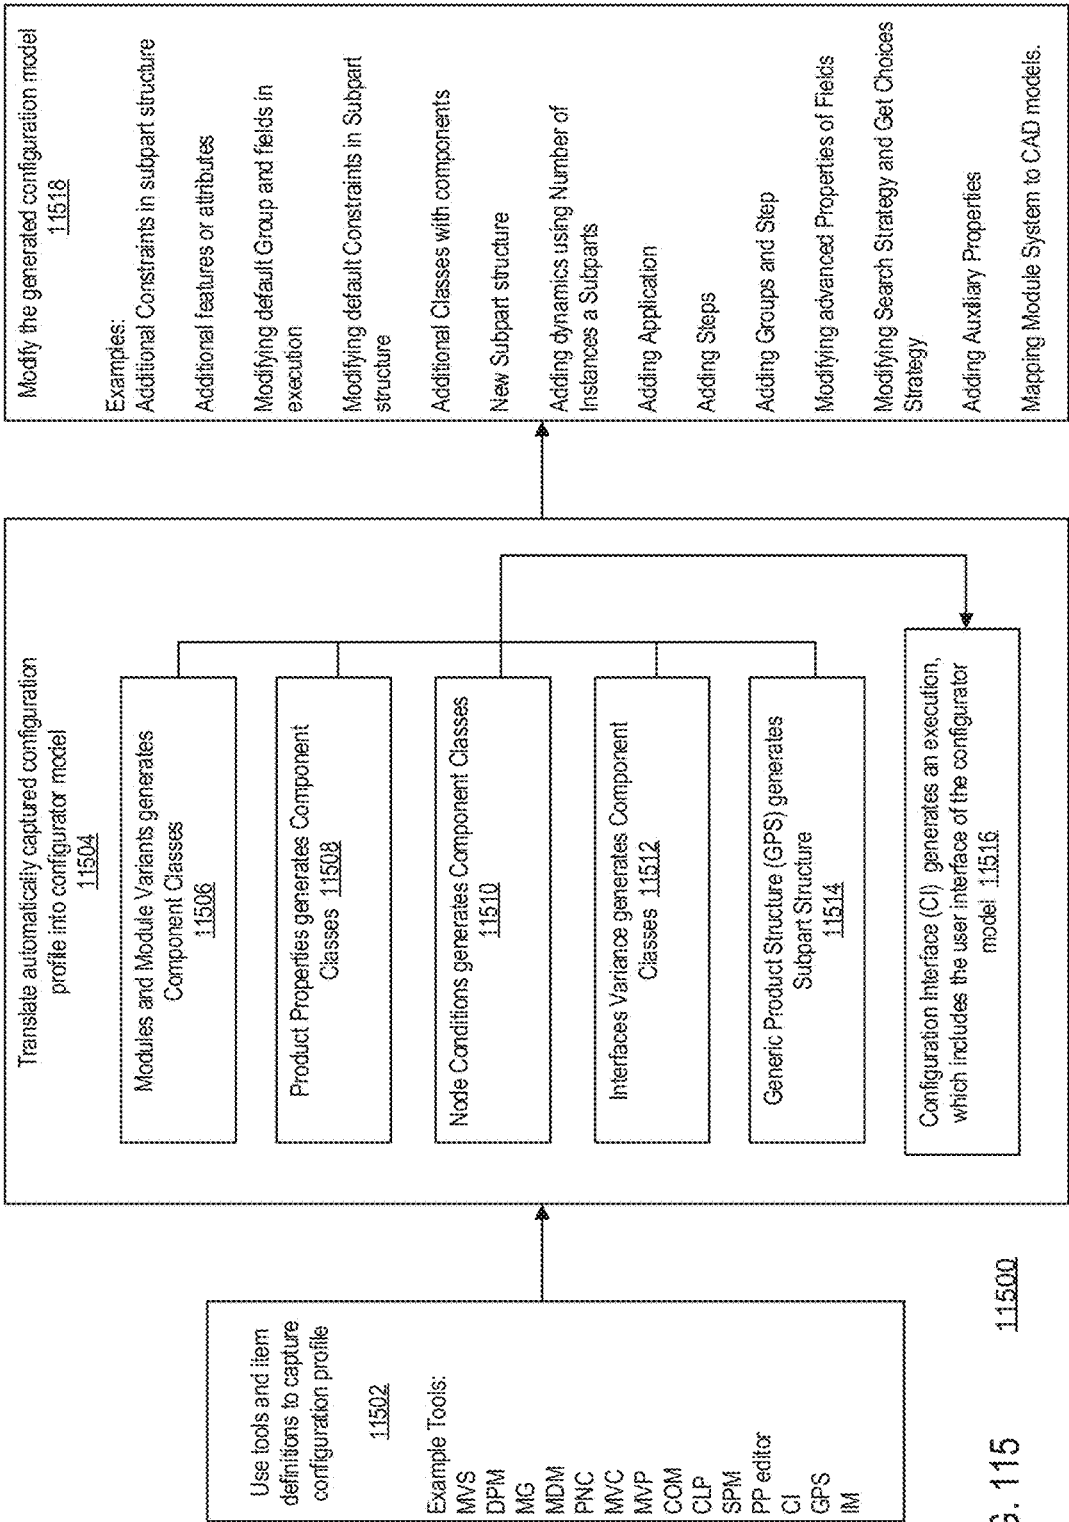 Use tools and item
definitions to capture
configuration profile
11502
Example Tools:
MVS
DPM
MG
MDM
PNC
MVC
MVP
COM
CLP
SPM
PP editor
CI
GPS
IM
Translate automatically captured configuration
profile into configurator model
11504
Modules and Module Variants generates
Component Classes
11506
Product Properties generates Component
Classes 11508
Node Conditions generates Component Classes
11510
Interfaces Variance generates Component
Classes 11512
Generic Product Structure (GPS) generates
Subpart Structure
11514
Configuration Interface (CI) generates an execution,
which includes the user interface of the configurator
model 11516
Modify the generated configuration model
11518
Examples:
Additional Constraints in subpart structure
Additional features or attributes
Modifying default Group and fields in
execution
Modifying default Constraints in Subpart
structure
Additional Classes with components
New Subpart structure
Adding dynamics using Number of
Instances a Subparts
Adding Application
Adding Steps
Adding Groups and Step
Modifying advanced Properties of Fields
Modifying Search Strategy and Get Choices
Strategy
Adding Auxiliary Properties
Mapping Module System to CAD models.
G. 115
11500